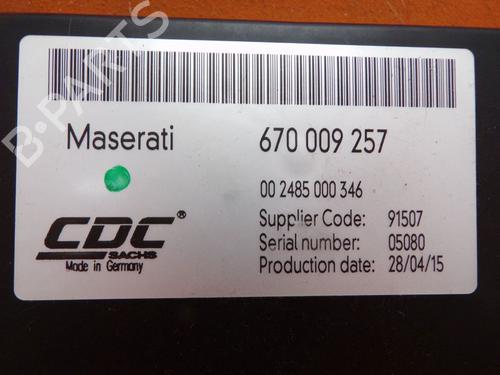 B-PARTS
Maserati 670 009 257
00 2485 000 346
CDC® Supplier Code: 91507
SACHS Serial number: 05080
Made in Germany Production date: 28/04/15